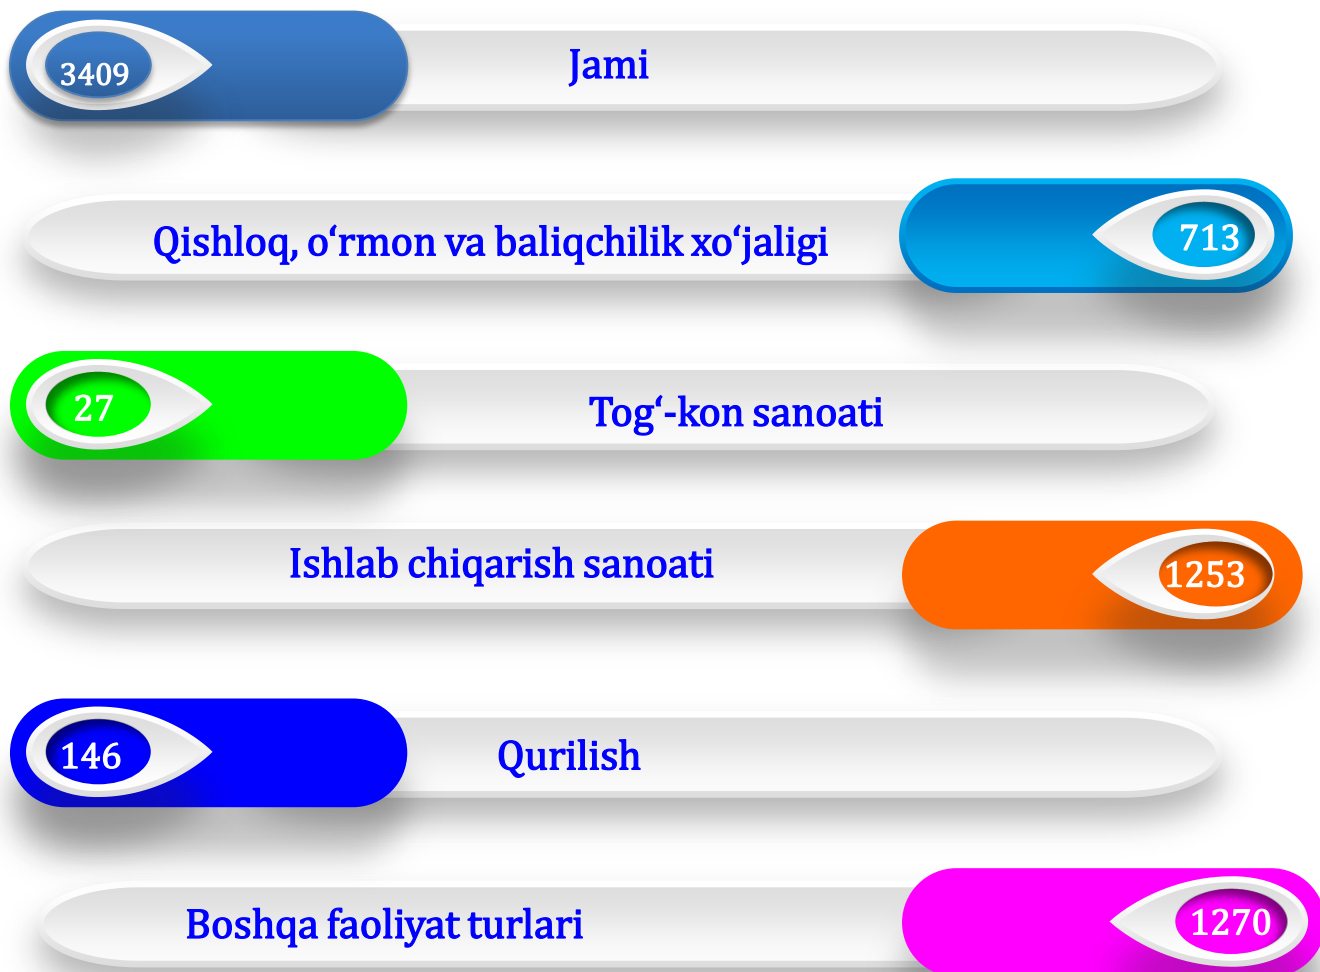 3409 Jami
Qishloq, o‘rmon va baliqchilik xo‘jaligi 713
27 Tog‘-kon sanoati
Ishlab chiqarish sanoati 1253
146 Qurilish
Boshqa faoliyat turlari 1270